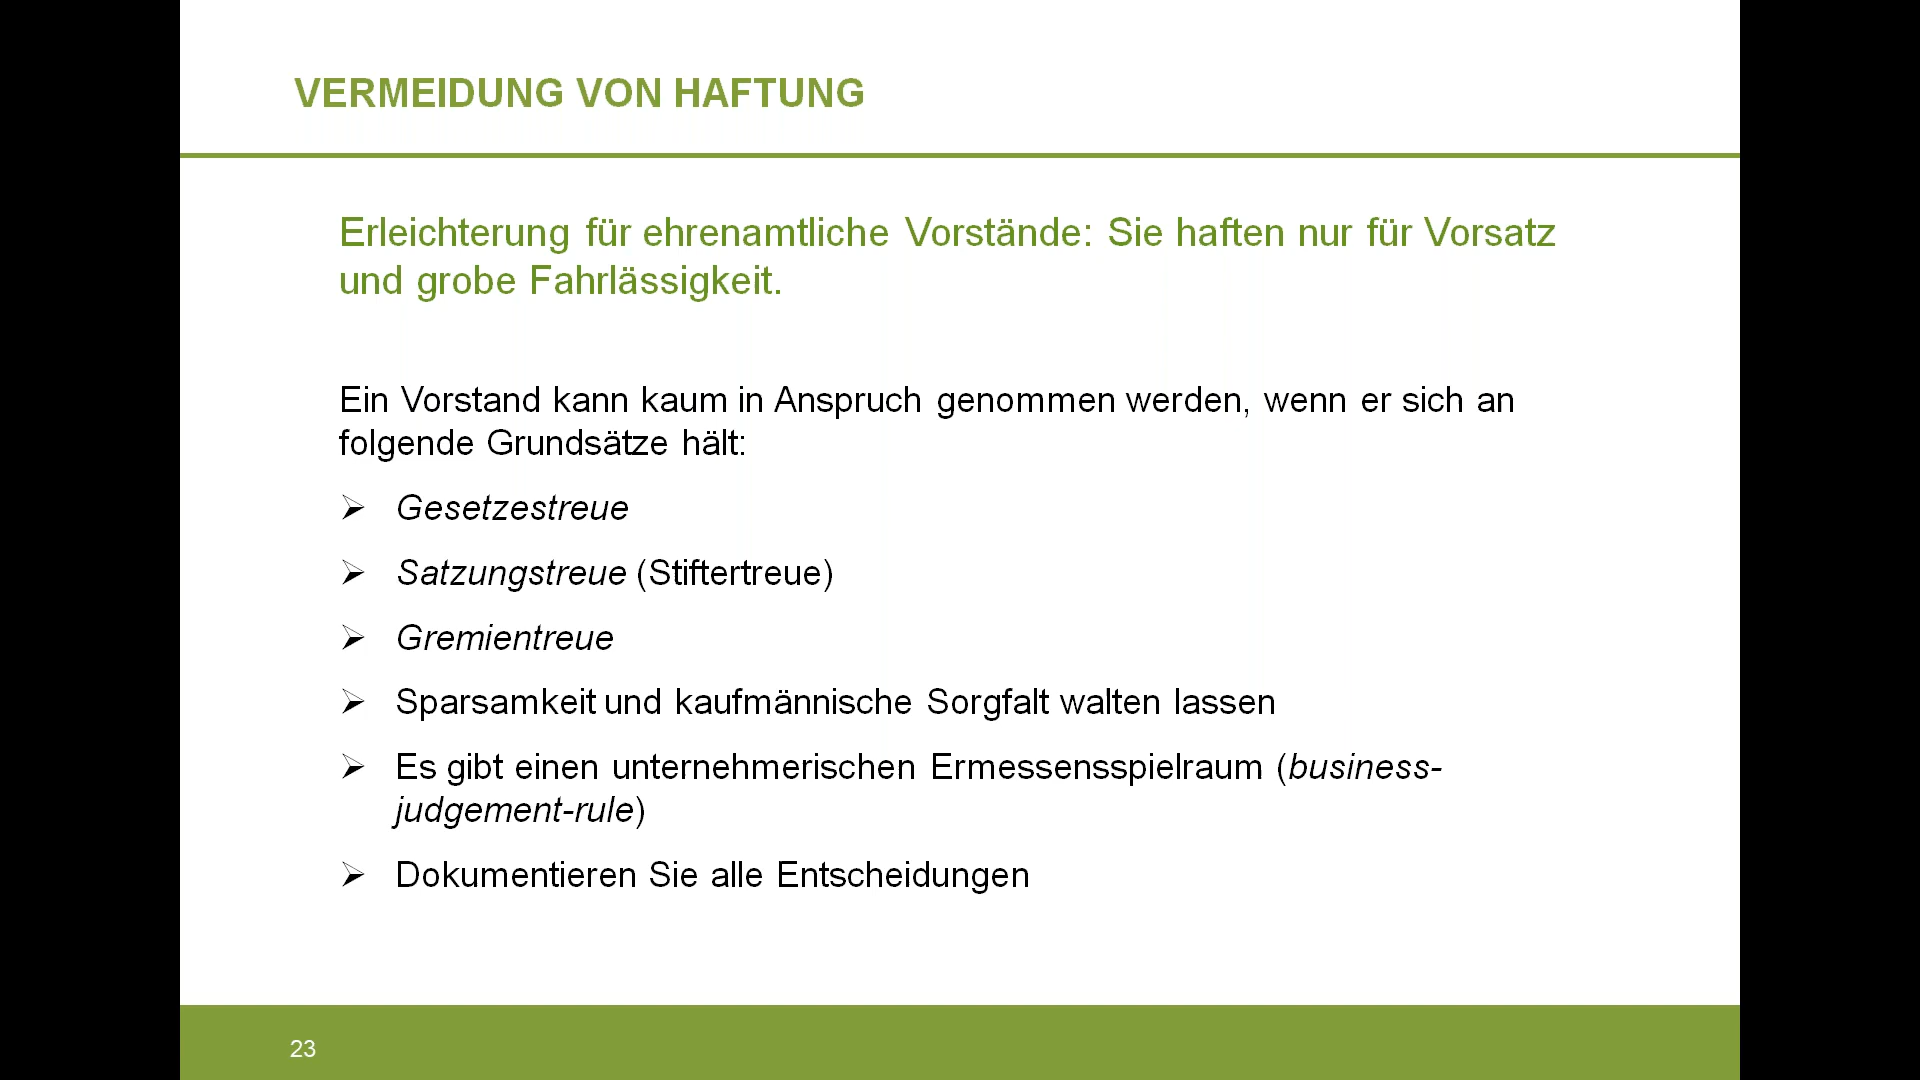 VERMEIDUNG VON HAFTUNG
Erleichterung für ehrenamtliche Vorstände: Sie haften nur für Vorsatz
und grobe Fahrlässigkeit.
Ein Vorstand kann kaum in Anspruch genommen werden, wenn er sich an
folgende Grundsätze hält:
➢ Gesetzestreue
➢ Satzungstreue (Stiftertreue)
➢ Gremientreue
➢ Sparsamkeit und kaufmännische Sorgfalt walten lassen
➢ Es gibt einen unternehmerischen Ermessensspielraum (business-
judgement-rule)
➢ Dokumentieren Sie alle Entscheidungen
23